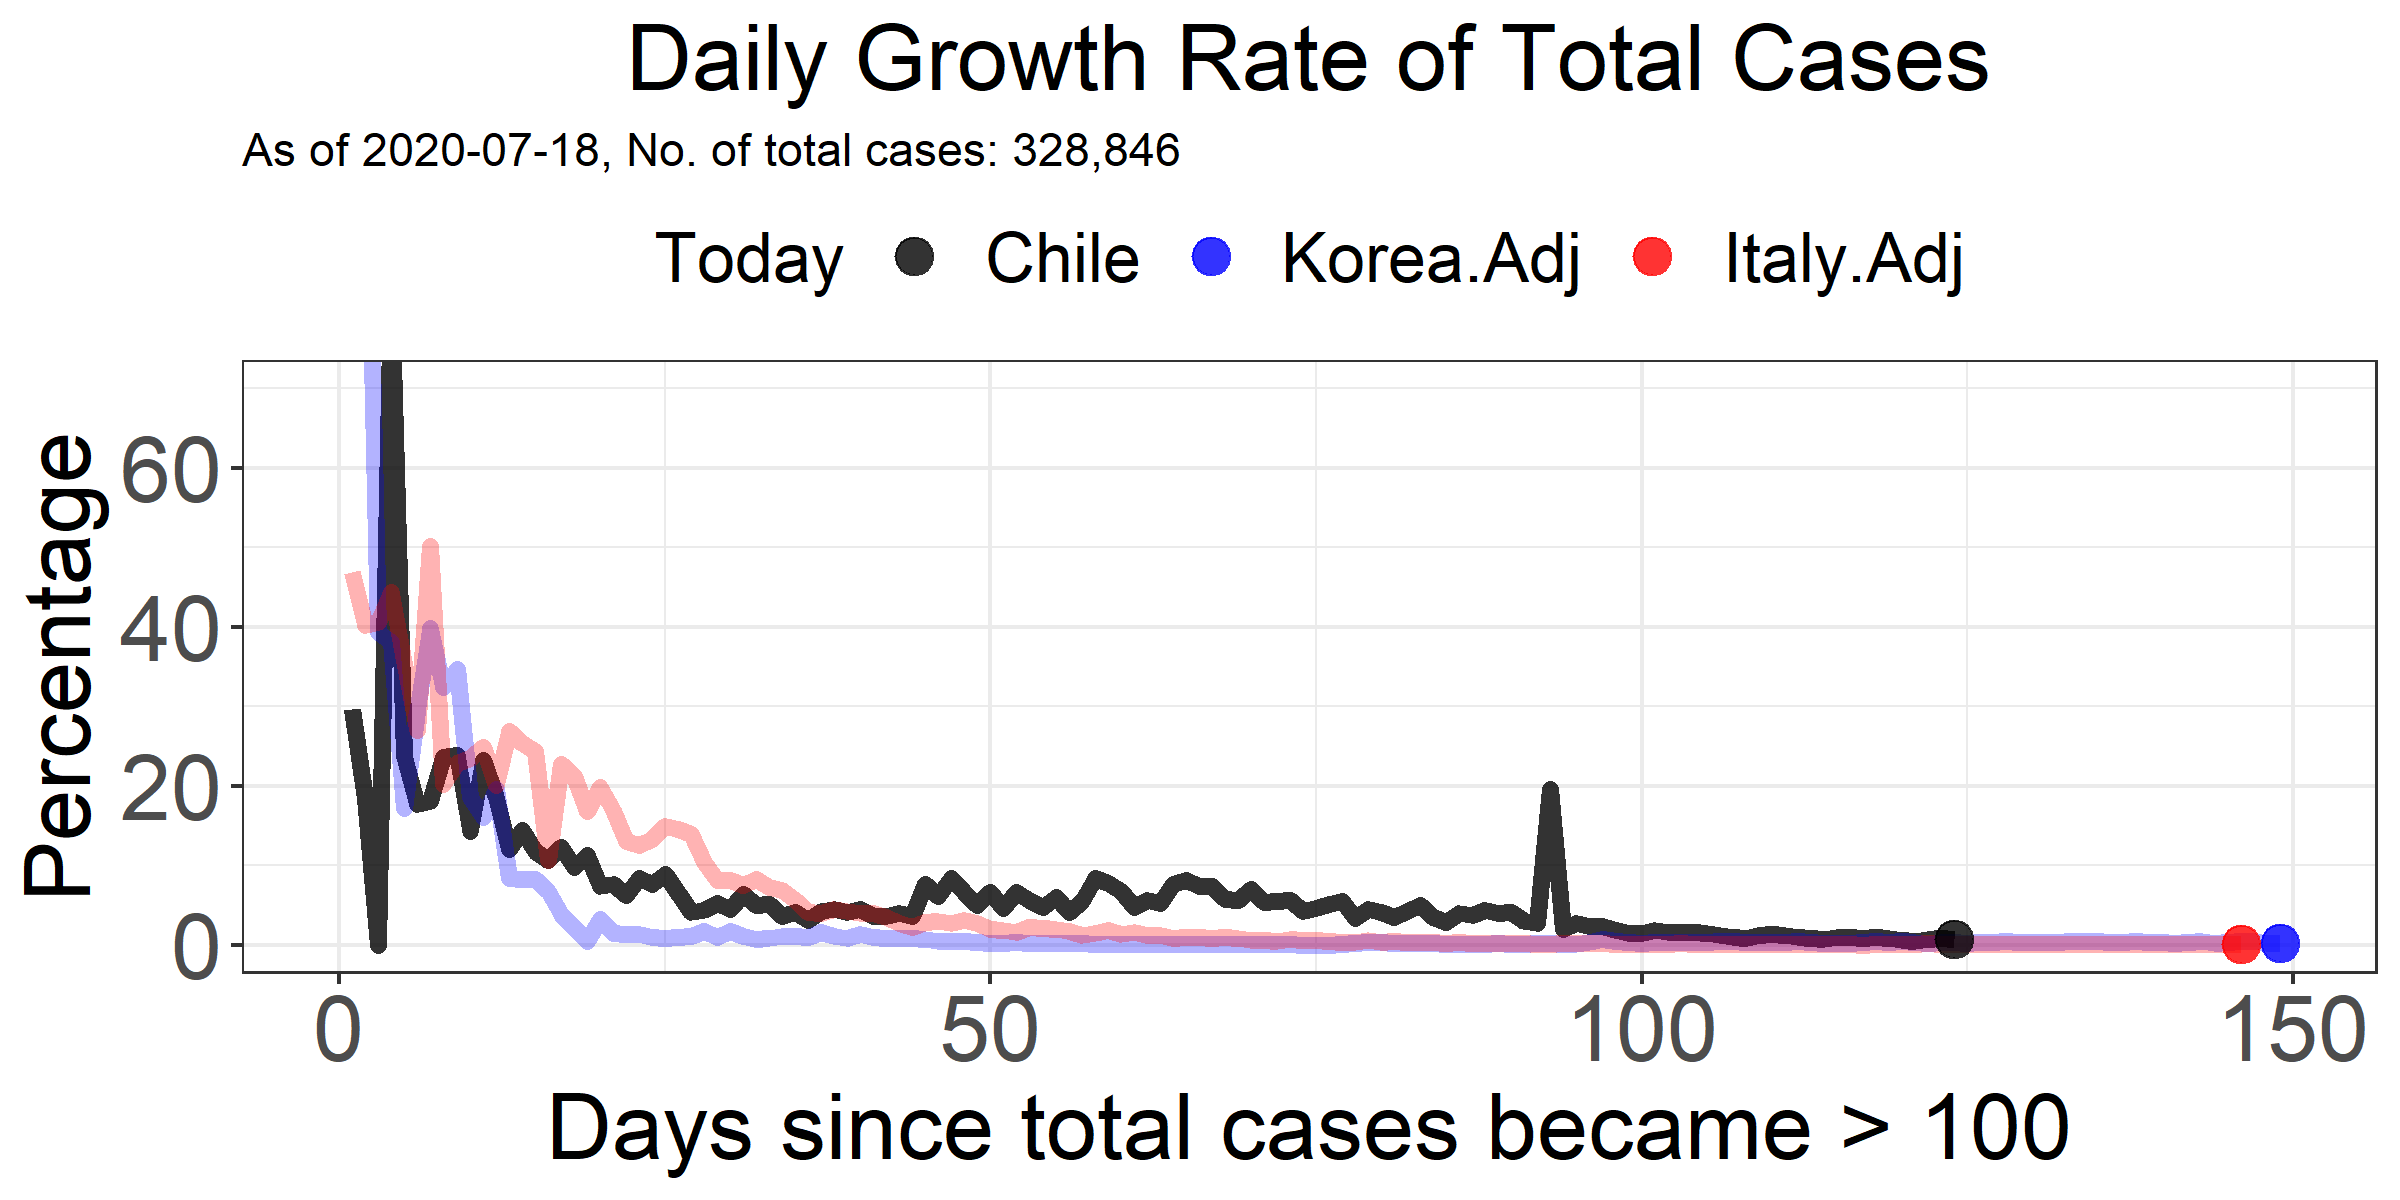 Daily Growth Rate of Total Cases
As of 2020-07-18, No. of total cases: 328,846
Today Chile Korea.Adj Italy.Adj
Percentage
60
40
20
0
0 50 100 150
Days since total cases became > 100